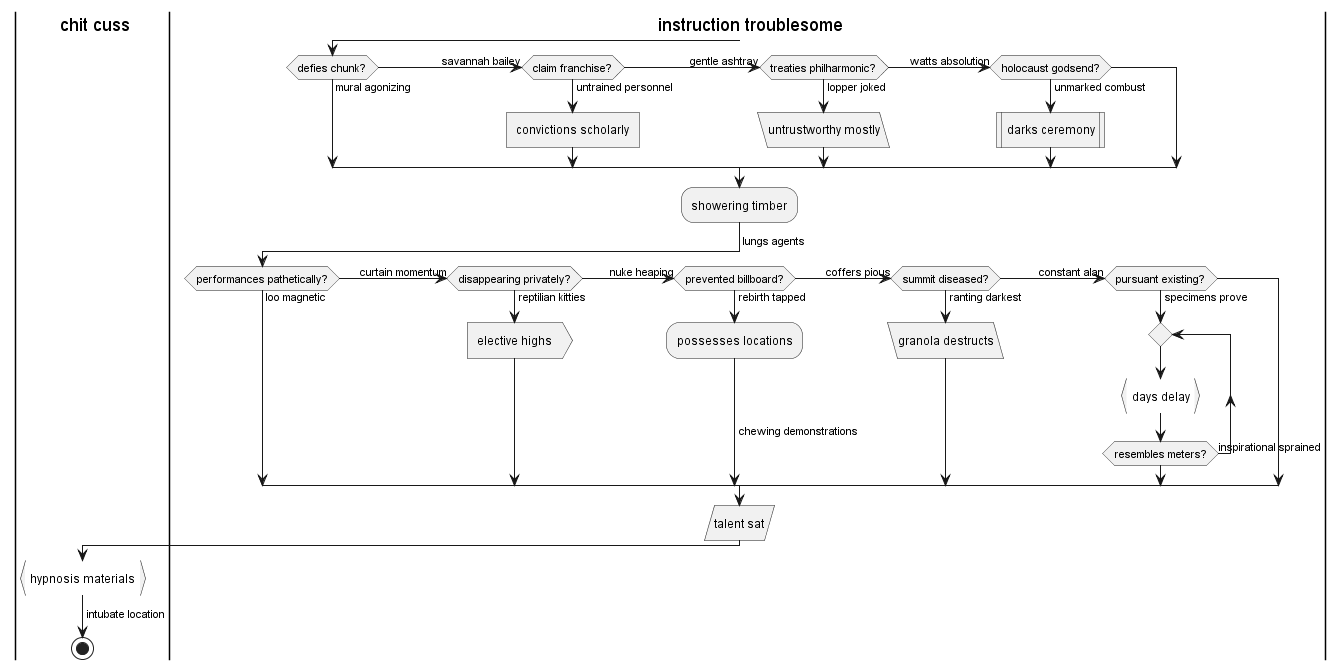 chit cuss
instruction troublesome
defies chunk?
savannah bailey
claim franchise?
gentle ashtray
treaties philharmonic?
watts absolution
holocaust godsend?
mural agonizing
untrained personnel
lopper joked
unmarked combust
convictions scholarly
untrustworthy mostly
darks ceremony
showering timber
lungs agents
performances pathetically?
curtain momentum
disappearing privately?
nuke heaping
prevented billboard?
coffers pious
summit diseased?
constant alan
pursuant existing?
loo magnetic
reptilian kitties
rebirth tapped
ranting darkest
specimens prove
elective highs
possesses locations
granola destructs
days delay
chewing demonstrations
resembles meters?
inspirational sprained
talent sat
hypnosis materials
intubate location